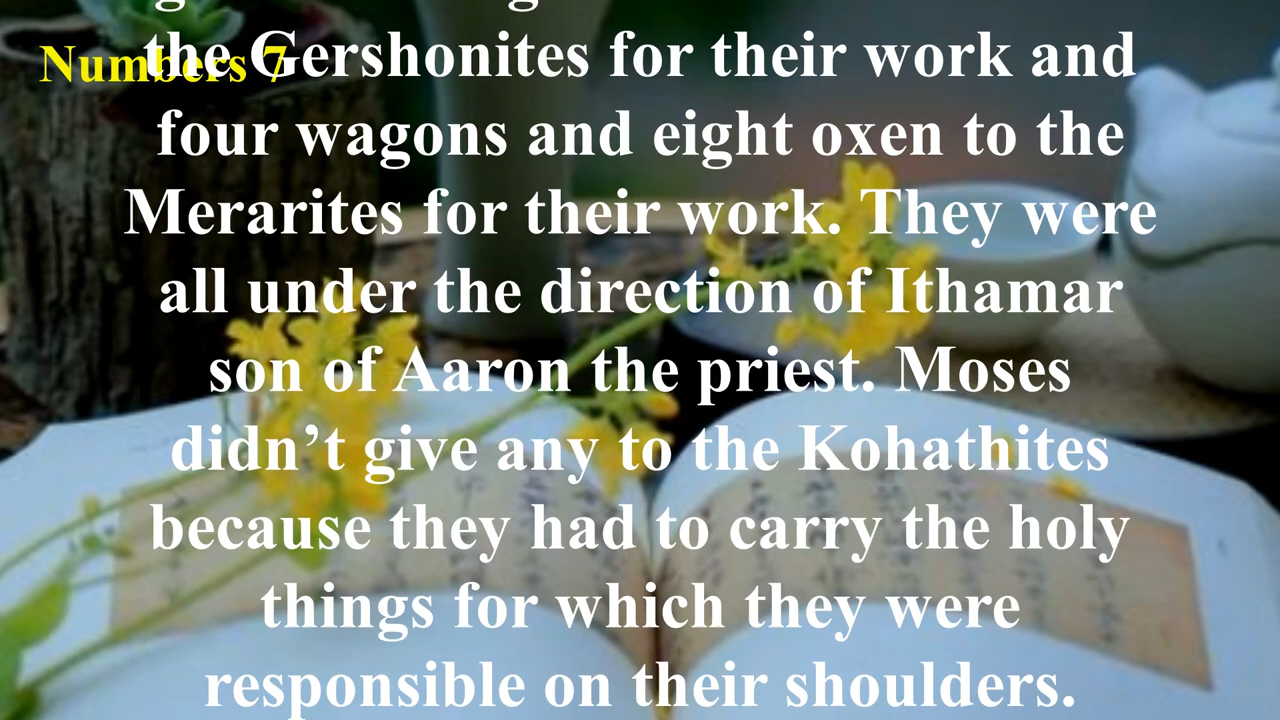 Numbers 7
the Gershonites for their work and
four wagons and eight oxen to the
Merarites for their work. They were
all under the direction of Ithamar
son of Aaron the priest. Moses
didn’t give any to the Kohathites
because they had to carry the holy
things for which they were
responsible on their shoulders.